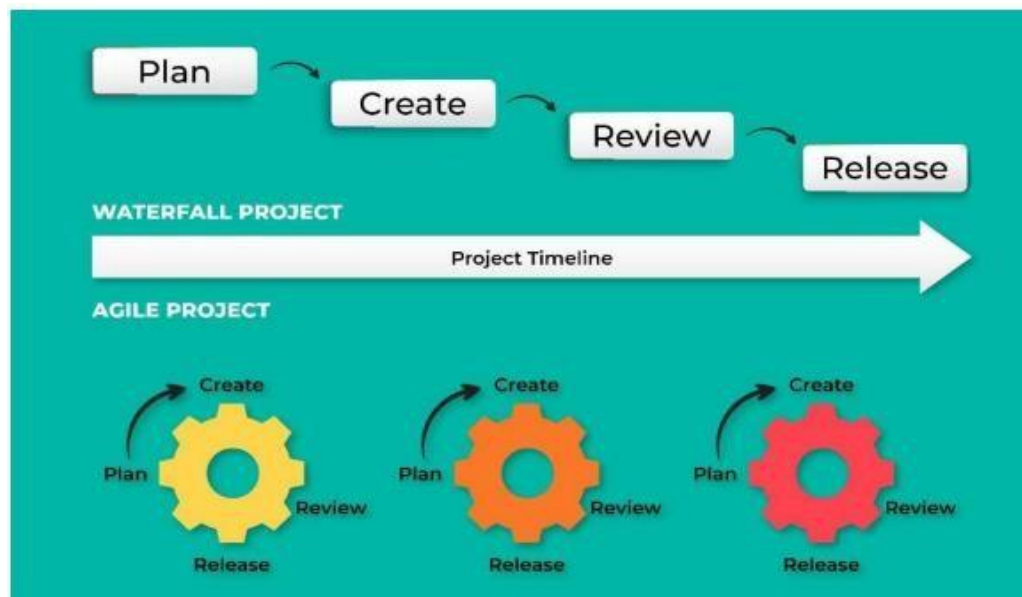 Plan
Create
Review
Release
WATERFALL PROJECT
Project Timeline
AGILE PROJECT
Create
Plan
Review
Release
Create
Plan
Review
Release
Create
Plan
Review
Release